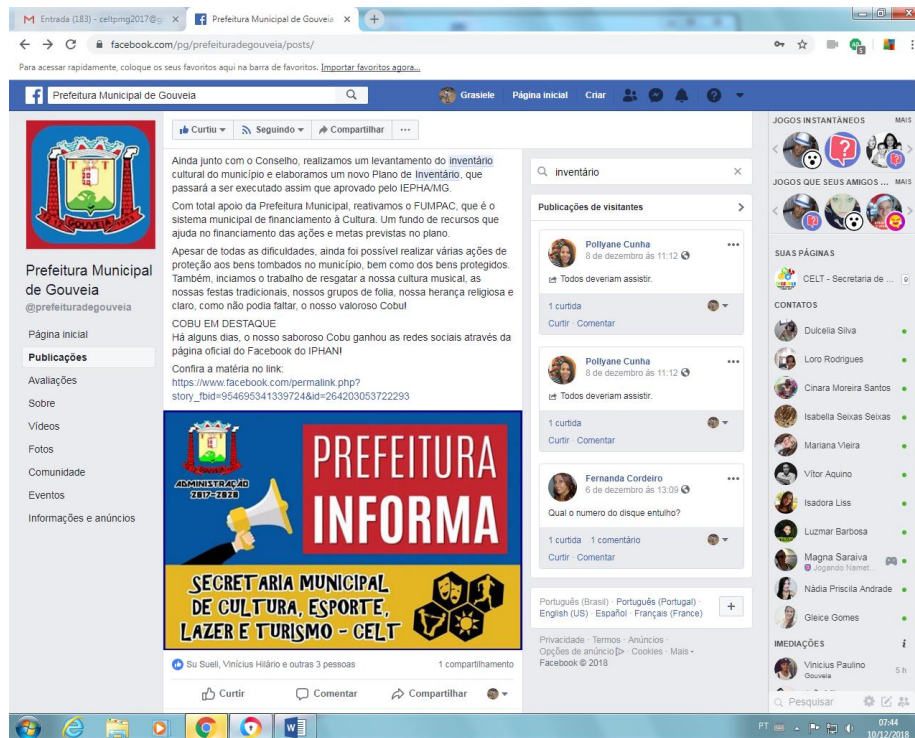 Entrada (183) - celtpmg2017@g
Prefeitura Municipal de Gouveia
facebook.com/pg/prefeituradegouveia/posts/
Para acessar rapidamente, coloque os seus favoritos aqui na barra de favoritos. Importar favoritos agora...
Prefeitura Municipal de Gouveia
Grasiele Página inicial Criar
GOUVEIA
Prefeitura Municipal
de Gouveia
@prefeituradegouveia
Página inicial
Publicações
Avaliações
Sobre
Vídeos
Fotos
Comunidade
Eventos
Informações e anúncios
Curtiu Seguindo Compartilhar
Ainda junto com o Conselho, realizamos um levantamento do inventário
cultural do município e elaboramos um novo Plano de Inventário, que
passará a ser executado assim que aprovado pelo IEPHA/MG.
Com total apoio da Prefeitura Municipal, reativamos o FUMPAC, que é o
sistema municipal de financiamento à Cultura. Um fundo de recursos que
ajuda no financiamento das ações e metas previstas no plano.
Apesar de todas as dificuldades, ainda foi possível realizar várias ações de
proteção aos bens tombados no município, bem como dos bens protegidos.
Também, inciamos o trabalho de resgatar a nossa cultura musical, as
nossas festas tradicionais, nossos grupos de folia, nossa herança religiosa e
claro, como não podia faltar, o nosso valoroso Cobu!
COBU EM DESTAQUE
Há alguns dias, o nosso saboroso Cobu ganhou as redes sociais através da
página oficial do Facebook do IPHAN!
Confira a matéria no link:
https://www.facebook.com/permalink.php?
story_fbid=954695341339724&id=264203053722293
ADMINISTRAÇÃO
2017-2020
PREFEITURA
INFORMA
SECRETARIA MUNICIPAL
DE CULTURA, ESPORTE,
LAZER E TURISMO - CELT
Su Sueli, Vinícius Hilário e outras 3 pessoas 1 compartilhamento
Curtir Comentar Compartilhar
inventário
Publicações de visitantes
Pollyane Cunha
8 de dezembro às 11:12
Todos deveriam assistir.
1 curtida
Curtir · Comentar
Pollyane Cunha
8 de dezembro às 11:12
Todos deveriam assistir.
1 curtida
Curtir · Comentar
Fernanda Cordeiro
6 de dezembro às 13:09
Qual o numero do disque entulho?
1 curtida 1 comentário
Curtir · Comentar
Português (Brasil) · Português (Portugal) ·
English (US) · Español · Français (France)
Privacidade · Termos · Anúncios ·
Opções de anúncio · Cookies · Mais
Facebook © 2018
JOGOS INSTANTÂNEOS MAIS
JOGOS QUE SEUS AMIGOS ... MAIS
SUAS PÁGINAS
CELT - Secretaria de ...
CONTATOS
Dulcelia Silva
Loro Rodrigues
Cinara Moreira Santos
Isabella Seixas Seixas
Mariana Vieira
Vítor Aquino
Isadora Liss
Luzmar Barbosa
Magna Saraiva
Jogando Namet...
Nádia Priscila Andrade
Gleice Gomes
IMEDIAÇÕES
Vinicius Paulino 5 h
Gouveia
Pesquisar
PT 07:44
10/12/2018